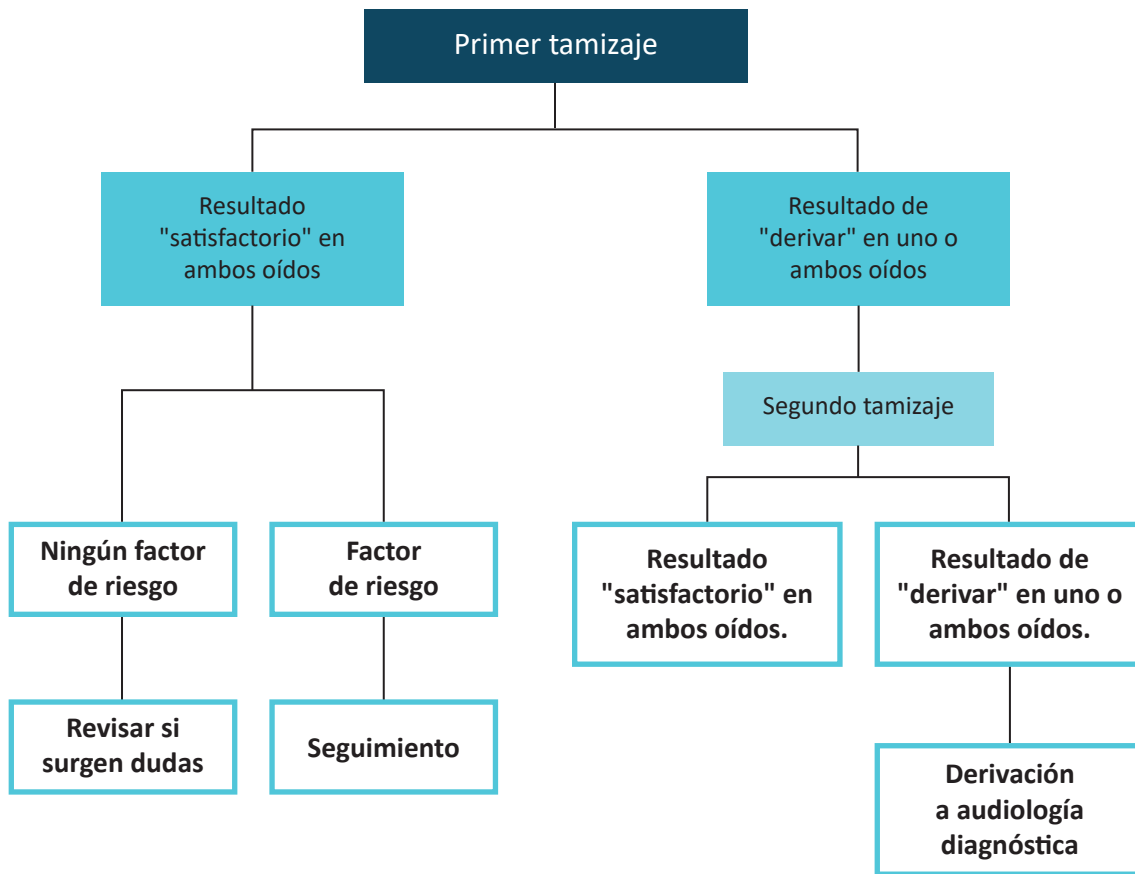 Primer tamizaje
Resultado
"satisfactorio" en
ambos oídos
Resultado de
"derivar" en uno o
ambos oídos
Segundo tamizaje
Ningún factor
de riesgo
Factor
de riesgo
Resultado
"satisfactorio" en
ambos oídos.
Resultado de
"derivar" en uno o
ambos oídos.
Revisar si
surgen dudas
Seguimiento
Derivación
a audiología
diagnóstica